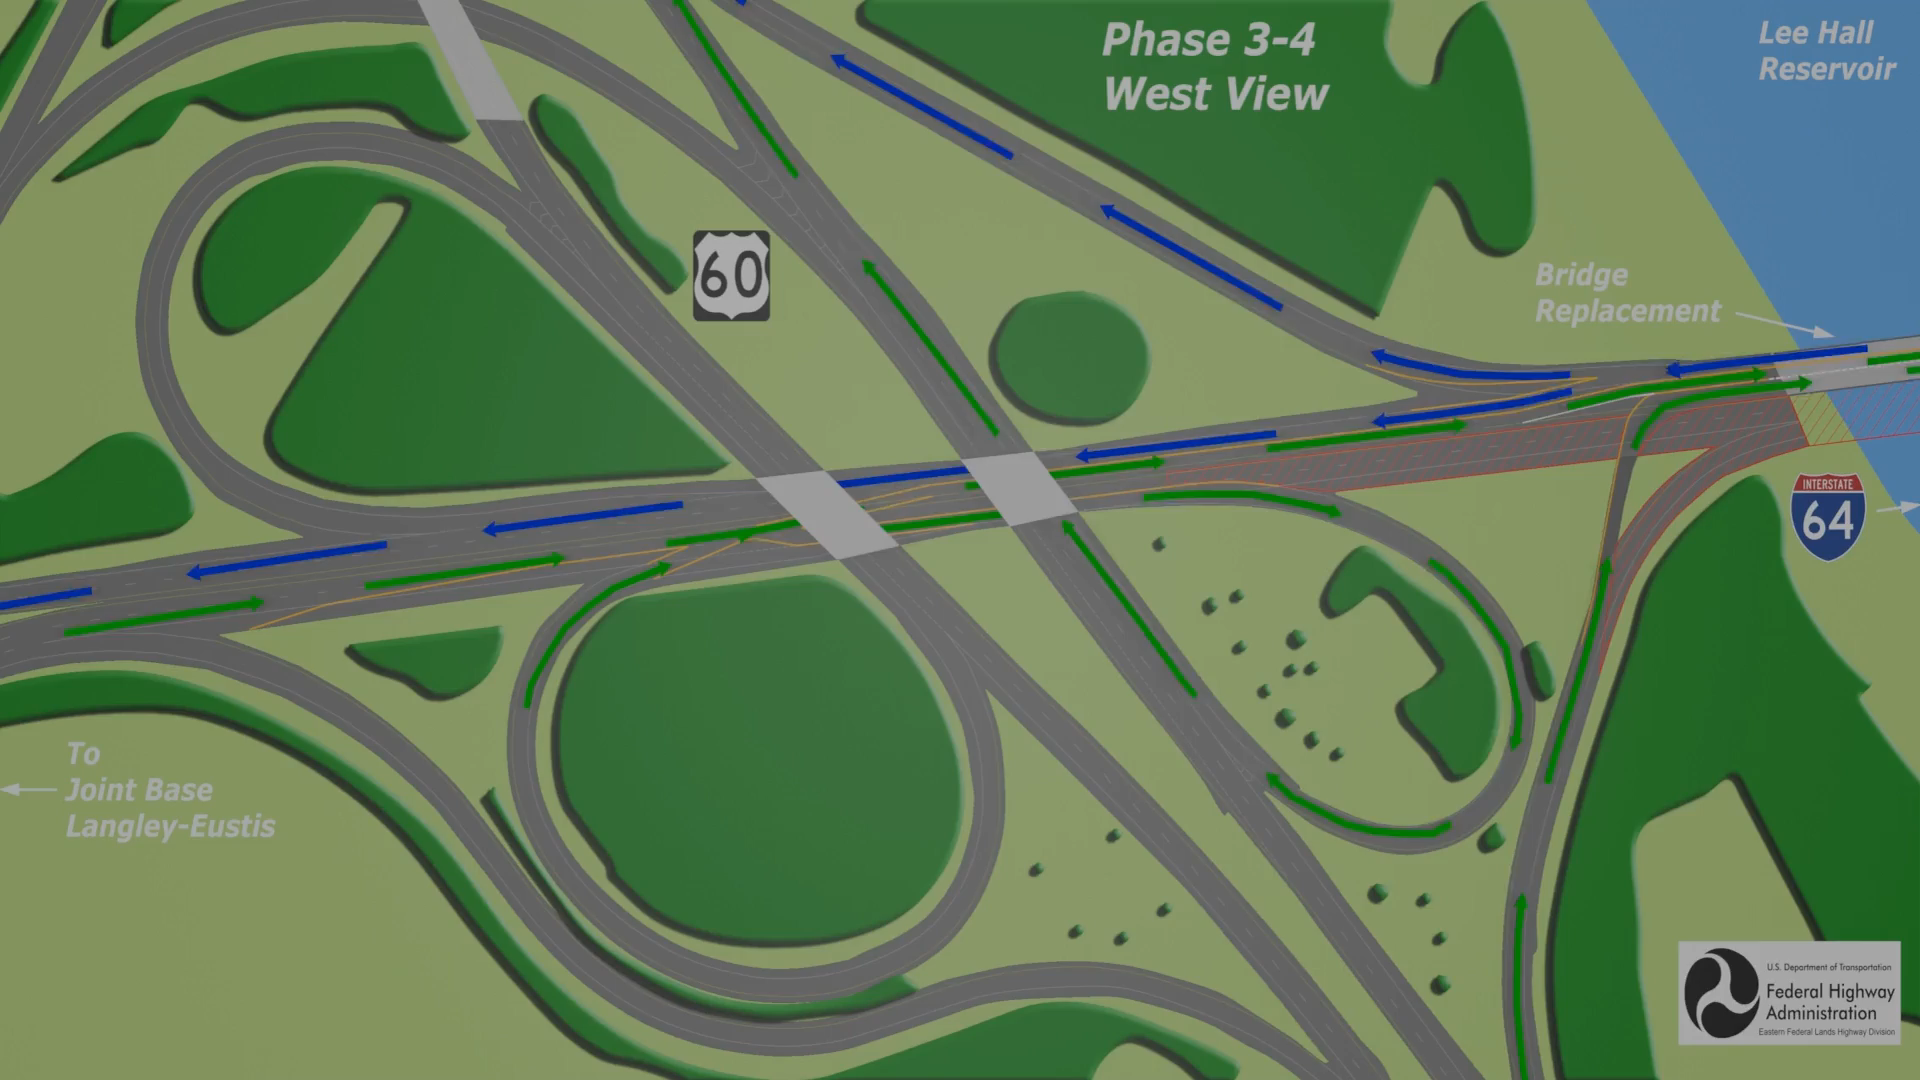 Phase 3-4
West View
Lee Hall
Reservoir
60
Bridge
Replacement
INTERSTATE
64
To
Joint Base
Langley-Eustis
U.S. Department of Transportation
Federal Highway
Administration
Eastern Federal Lands Highway Division